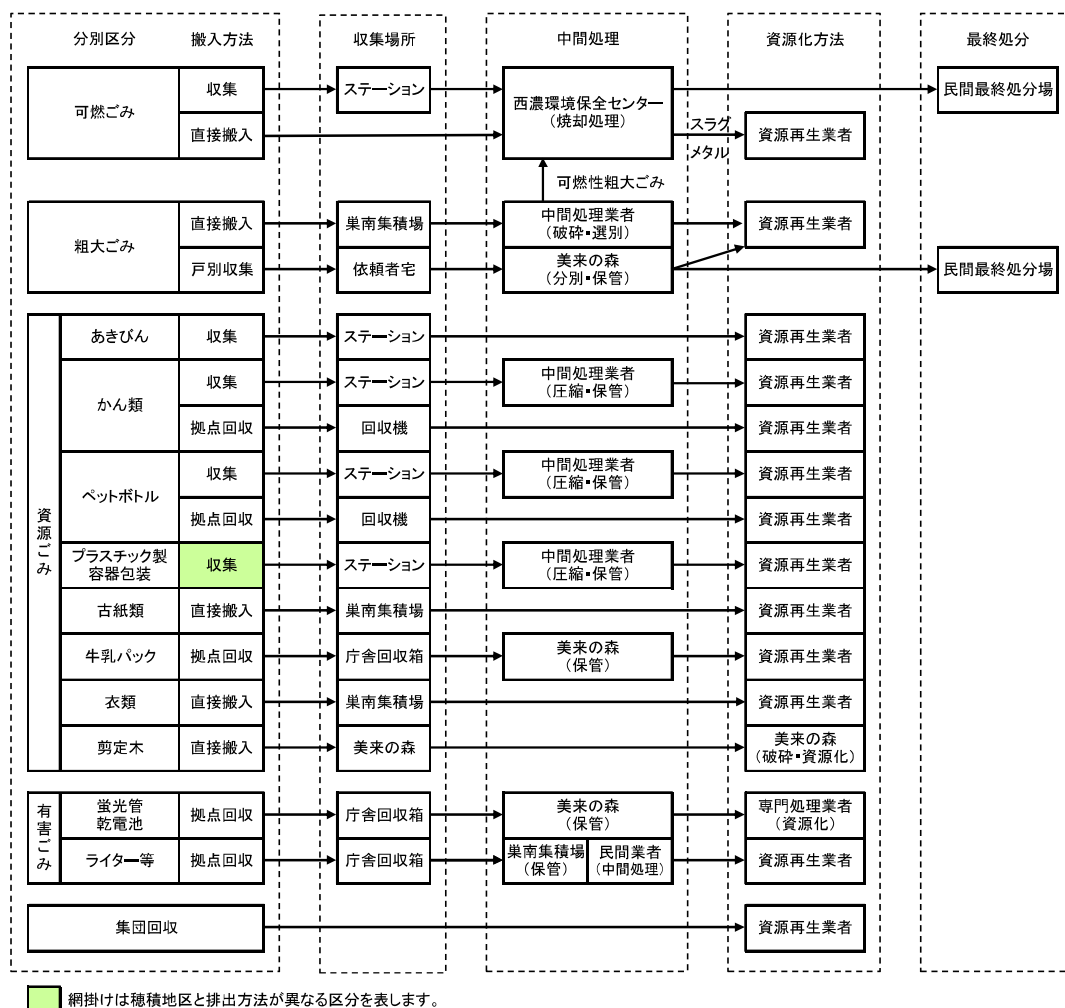 分別区分 搬入方法 収集場所 中間処理 資源化方法 最終処分
可燃ごみ
収集
ステーション
西濃環境保全センター
(焼却処理)
民間最終処分場
直接搬入
スラグ
メタル
資源再生業者
可燃性粗大ごみ
粗大ごみ
直接搬入
巣南集積場
中間処理業者
(破砕・選別)
資源再生業者
戸別収集
依頼者宅
美来の森
(分別・保管)
民間最終処分場
資源ごみ
あきびん
収集
ステーション
資源再生業者
かん類
収集
ステーション
中間処理業者
(圧縮・保管)
資源再生業者
拠点回収
回収機
資源再生業者
ペットボトル
収集
ステーション
中間処理業者
(圧縮・保管)
資源再生業者
拠点回収
回収機
資源再生業者
プラスチック製
容器包装
収集
ステーション
中間処理業者
(圧縮・保管)
資源再生業者
古紙類
直接搬入
巣南集積場
資源再生業者
牛乳パック
拠点回収
庁舎回収箱
美来の森
(保管)
資源再生業者
衣類
直接搬入
巣南集積場
資源再生業者
剪定木
直接搬入
美来の森
美来の森
(破砕・資源化)
有害ごみ
蛍光管
乾電池
拠点回収
庁舎回収箱
美来の森
(保管)
専門処理業者
(資源化)
ライター等
拠点回収
庁舎回収箱
巣南集積場
(保管)
民間業者
(中間処理)
資源再生業者
集団回収
資源再生業者
網掛けは穂積地区と排出方法が異なる区分を表します。